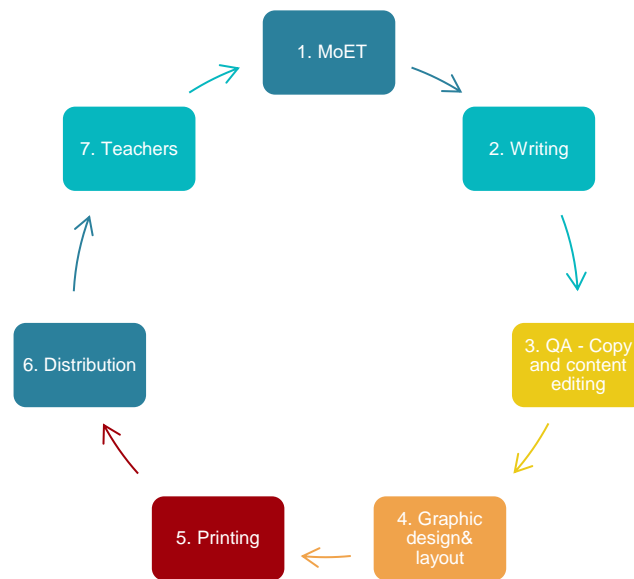 1. MoET
2. Writing
3. QA - Copy
and content
editing
4. Graphic
design&
layout
5. Printing
6. Distribution
7. Teachers